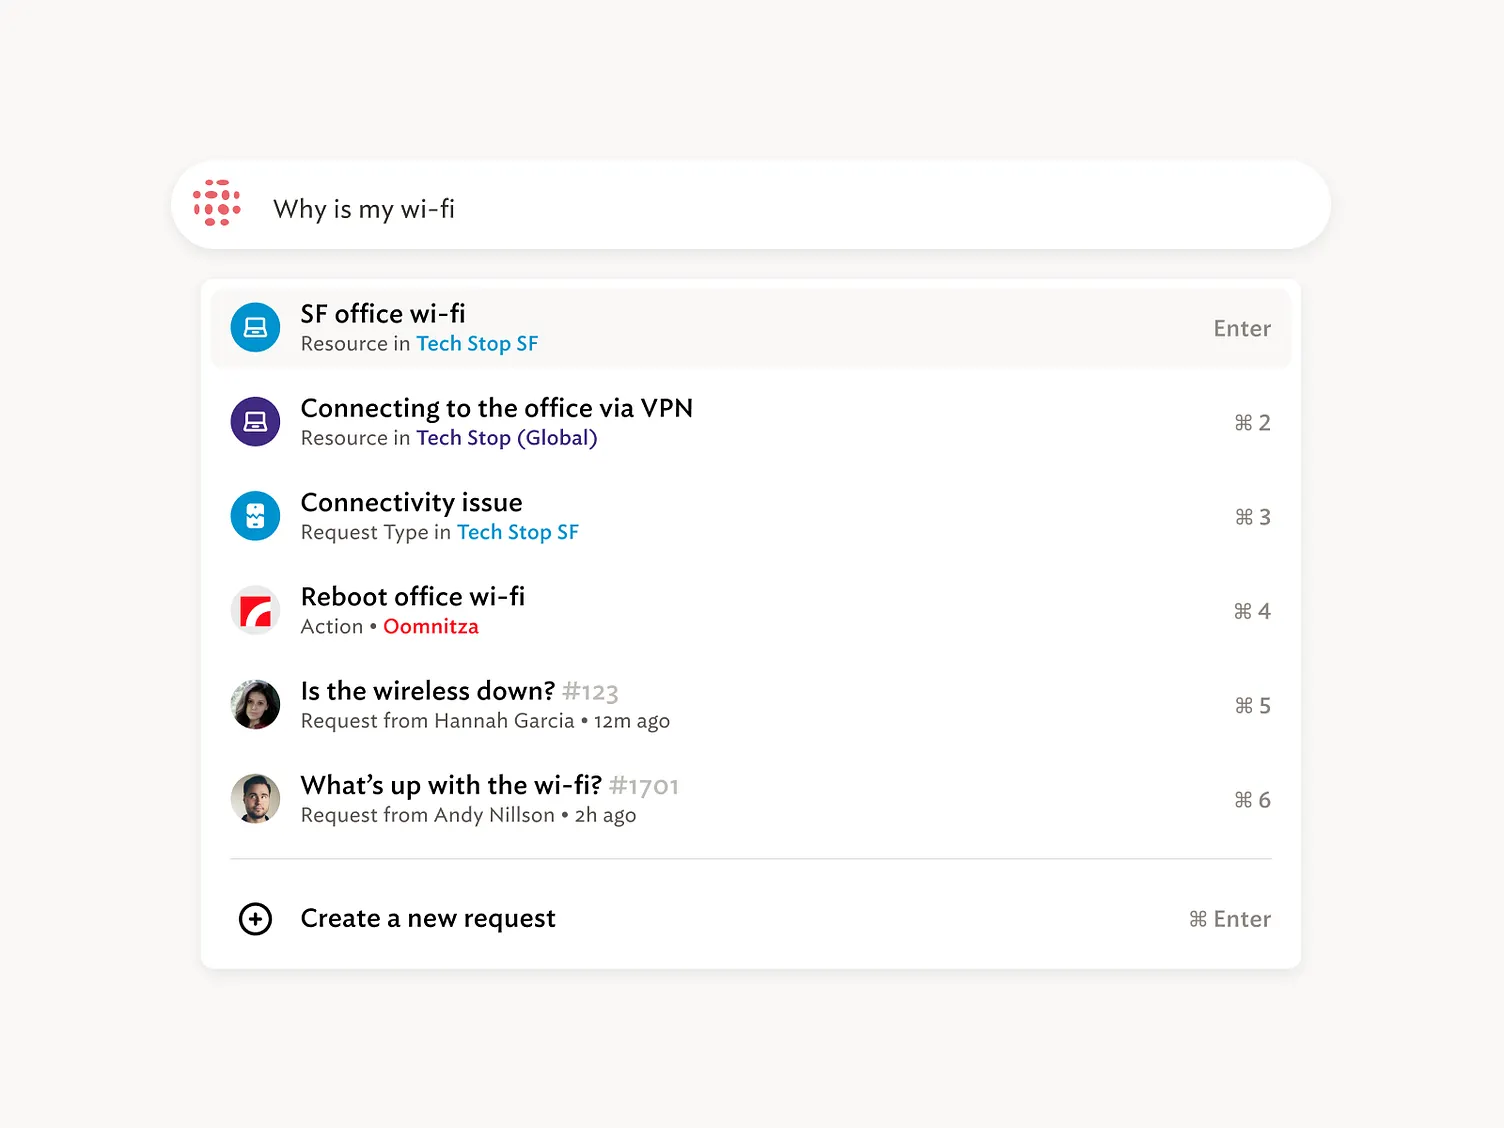 Why is my wi-fi
SF office wi-fi
Resource in Tech Stop SF
Enter
Connecting to the office via VPN
Resource in Tech Stop (Global)
⌘ 2
Connectivity issue
Request Type in Tech Stop SF
⌘ 3
Reboot office wi-fi
Action • Oomnitza
⌘ 4
Is the wireless down? #123
Request from Hannah Garcia • 12m ago
⌘ 5
What’s up with the wi-fi? #1701
Request from Andy Nillson • 2h ago
⌘ 6
Create a new request
⌘ Enter